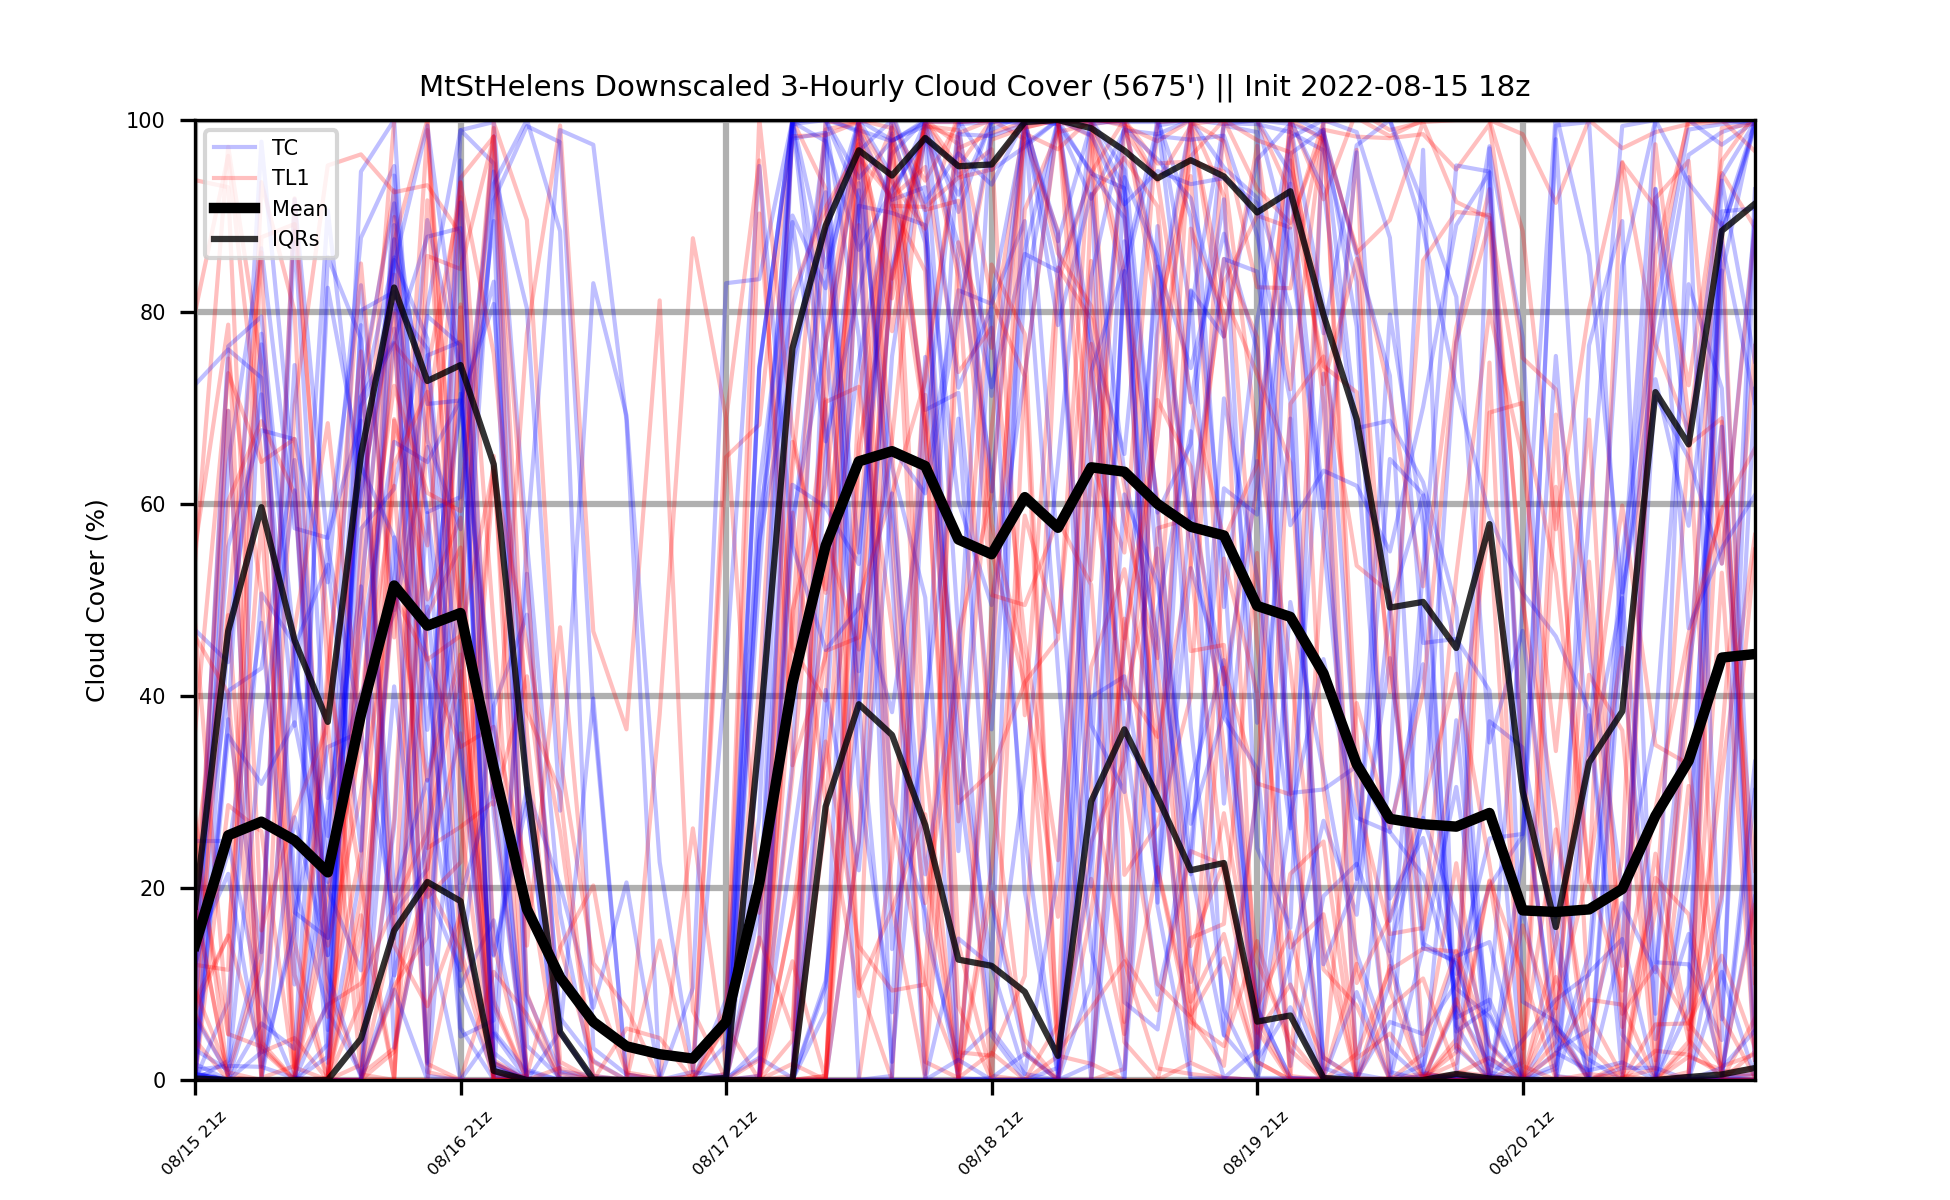 MtStHelens Downscaled 3-Hourly Cloud Cover (5675') || Init 2022-08-15 18z
TC
TL1
Mean
IQRs
Cloud Cover (%)
100
80
60
40
20
0
08/15 21z
08/16 21z
08/17 21z
08/18 21z
08/19 21z
08/20 21z